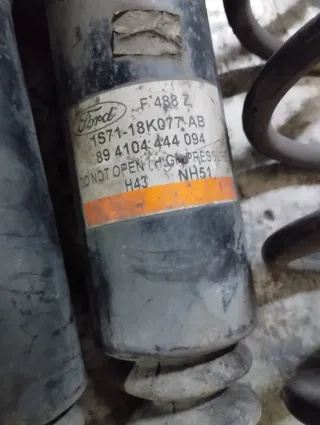 Ford F 488 Z
1S71-18K077-AB
89 4104 444 094
DO NOT OPEN ! HIGH PRESSURE
H43 NH51